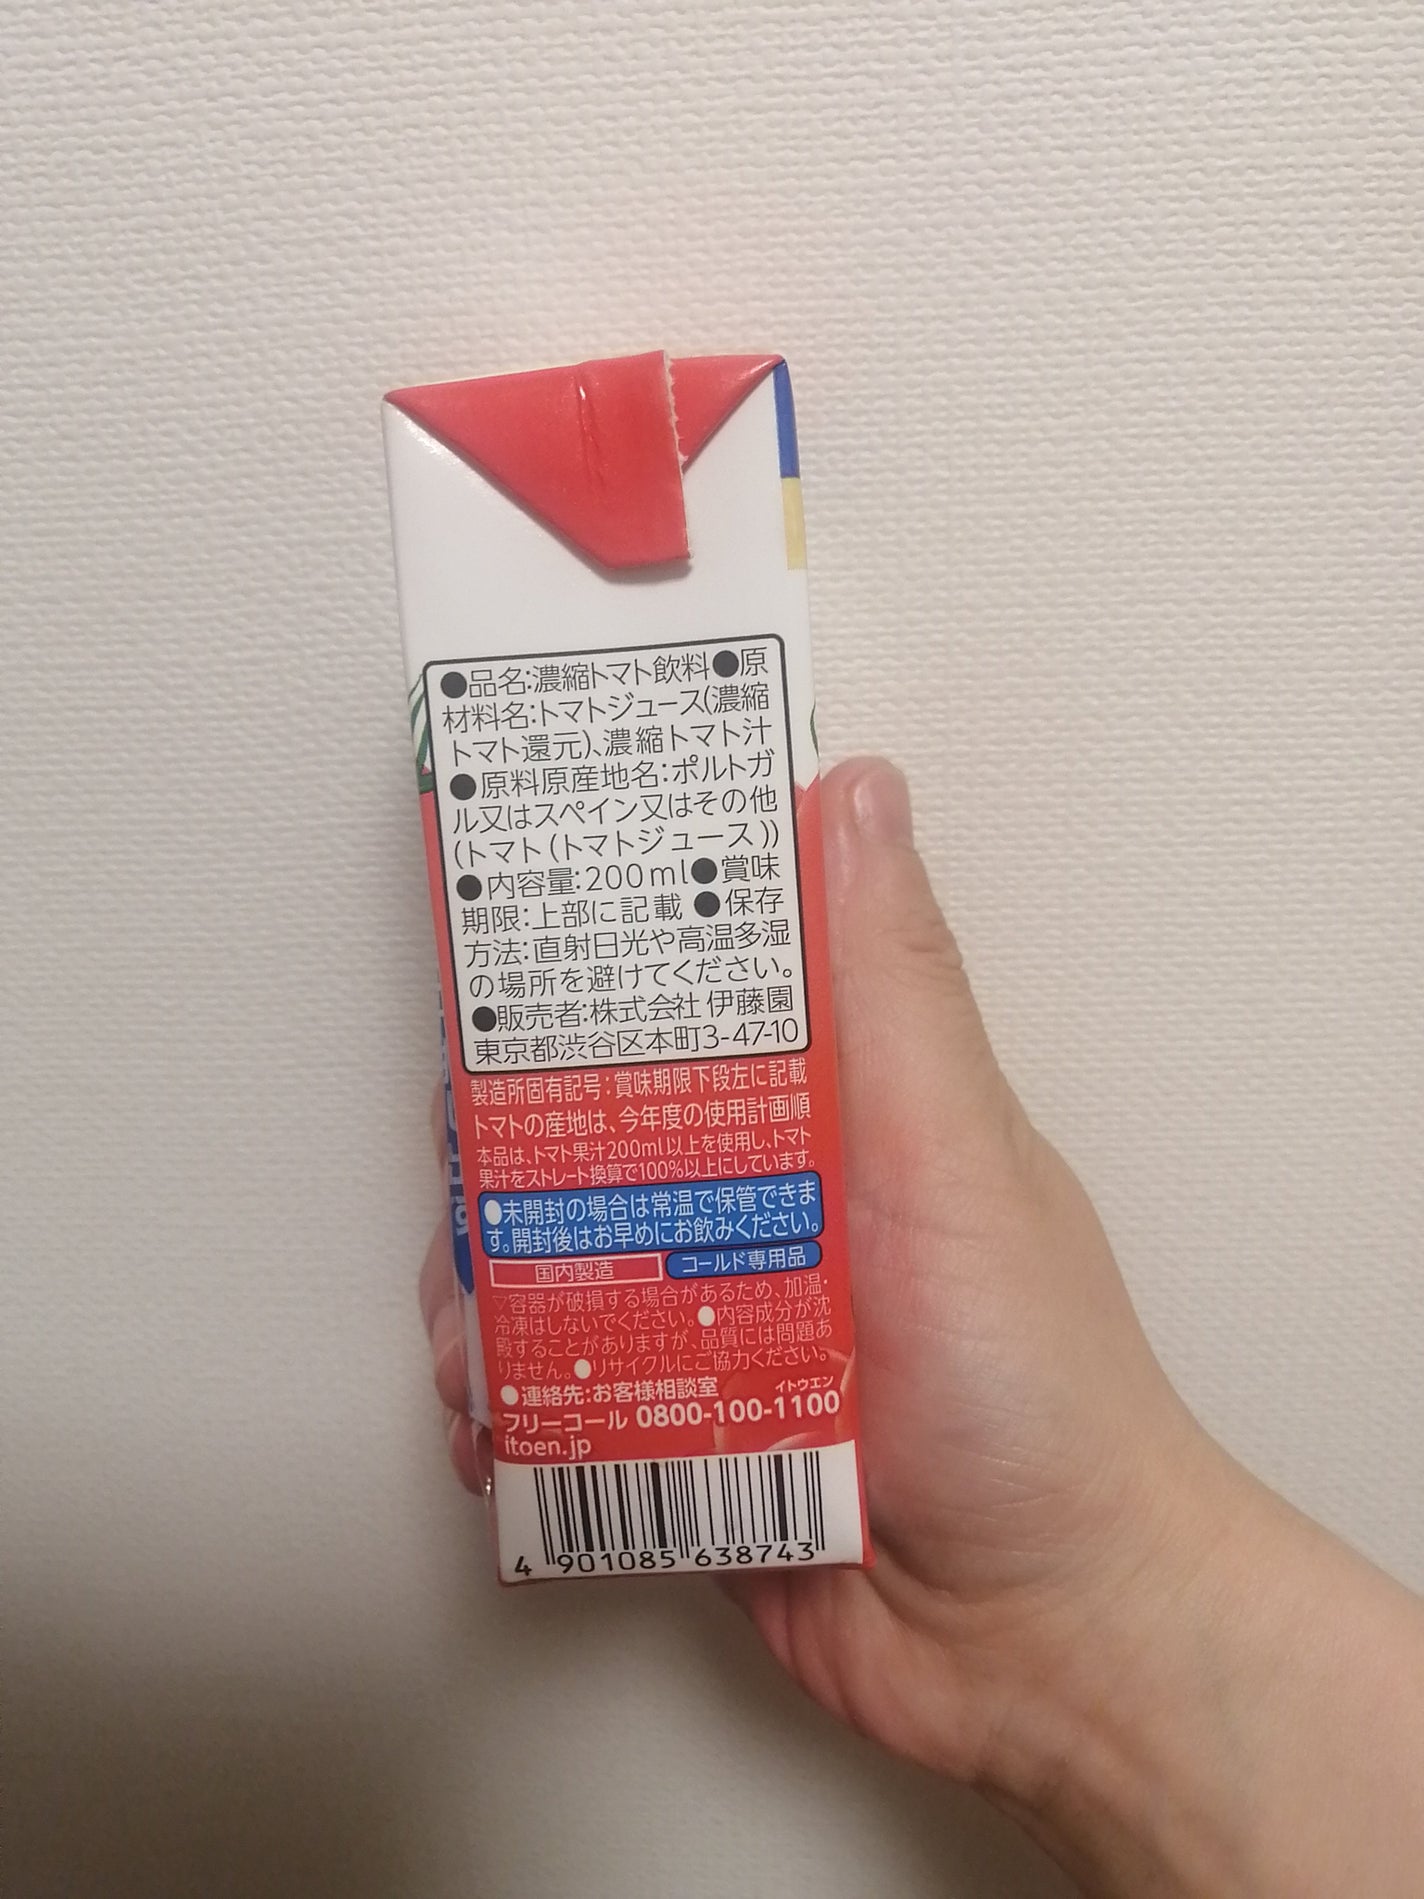 ●品名:濃縮トマト飲料●原
材料名:トマトジュース(濃縮
トマト還元)、濃縮トマト汁
●原料原産地名:ポルトガ
ル又はスペイン又はその他
(トマト(トマトジュース))
●内容量:200ml●賞味
期限:上部に記載●保存
方法:直射日光や高温多湿
の場所を避けてください。
●販売者:株式会社 伊藤園
東京都渋谷区本町3-47-10
製造所固有記号:賞味期限下段左に記載
トマトの産地は、今年度の使用計画順
本品は、トマト果汁200ml以上を使用し、トマト
果汁をストレート換算で100%以上にしています。
●未開封の場合は常温で保管できま
す。開封後はお早めにお飲みください。
国内製造 コールド専用品
▽容器が破損する場合があるため、加温・
冷凍はしないでください。●内容成分が沈
殿することがありますが、品質には問題あ
りません。●リサイクルにご協力ください。
●連絡先:お客様相談室 イトウエン
フリーコール 0800-100-1100
itoen.jp
4 901085 638743